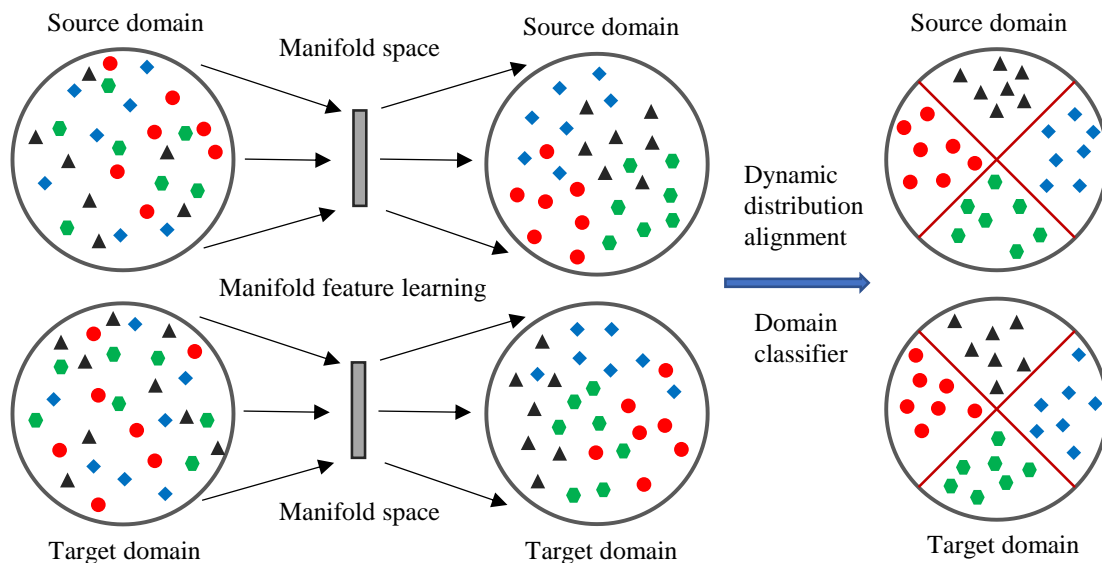 Source domain
Manifold space
Source domain
Source domain
Dynamic
distribution
alignment
Manifold feature learning
Domain
classifier
Manifold space
Target domain
Target domain
Target domain